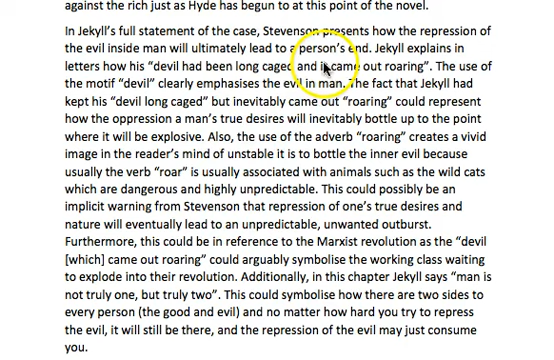 against the rich just as Hyde has begun to at this point of the novel.
In Jekyll's full statement of the case, Stevenson presents how the repression of
the evil inside man will ultimately lead to a person's end. Jekyll explains in
letters how his "devil had been long caged and it came out roaring". The use of
the motif "devil" clearly emphasises the evil in man. The fact that Jekyll had
kept his "devil long caged" but inevitably came out "roaring" could represent
how the oppression a man's true desires will inevitably bottle up to the point
where it will be explosive. Also, the use of the adverb "roaring" creates a vivid
image in the reader's mind of unstable it is to bottle the inner evil because
usually the verb "roar" is usually associated with animals such as the wild cats
which are dangerous and highly unpredictable. This could possibly be an
implicit warning from Stevenson that repression of one's true desires and
nature will eventually lead to an unpredictable, unwanted outburst.
Furthermore, this could be in reference to the Marxist revolution as the "devil
[which] came out roaring" could arguably symbolise the working class waiting
to explode into their revolution. Additionally, in this chapter Jekyll says "man is
not truly one, but truly two". This could symbolise how there are two sides to
every person (the good and evil) and no matter how hard you try to repress
the evil, it will still be there, and the repression of the evil may just consume
you.